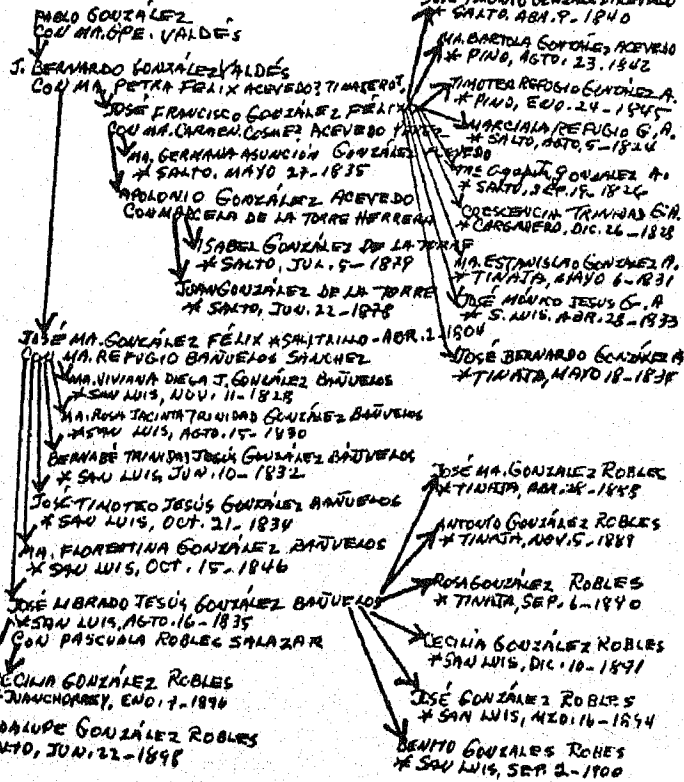 PABLO GONZÁLEZ
CON MA. GPE. VALDÉS
J. BERNARDO GONZÁLEZ VALDÉS
CON MA. PETRA FELIX ACEVEDO?
JOSÉ FRANCISCO GONZÁLEZ FÉLIX
CON MA. CARMEN COSME? ACEVEDO
MA. GERMANA ASUNCIÓN GONZÁLEZ ACEVEDO
* SALTO, MAYO 27-1835
APOLONIO GONZÁLEZ ACEVEDO
CON MARCELA DE LA TORRE HERRERA
ISABEL GONZÁLEZ DE LA TORRE
* SALTO, JUL. 5-1879
JUAN GONZÁLEZ DE LA TORRE
* SALTO, JUN. 22-1878
* SALTO, ABR. 9-1840
MA. BARTOLA GONZÁLEZ ACEVEDO
* PINO, AGTO. 23. 1842
TIMOTEA REFUGIO GONZÁLEZ A.
* PINO, ENO. 24-1845
MARCIALA REFUGIO G. A.
* SALTO, AGTO, 5-1824
GONZALEZ A.
* SALTO, SEP. 19-1826
CRESCENCIA TRINIDAD G. A.
* CARGADERO, DIC. 26-1828
MA. ESTANISLAO GONZALEZ A.
* TINAJA, MAYO 6-1831
JOSÉ MÓNICO JESUS G. A
* S. LUIS, ABR. 28-1833
JOSÉ BERNARDO GONZÁLEZ A
* TINAJA, MAYO 18-1838
JOSÉ MA. GONZÁLEZ FÉLIX * SALITRILLO-ABR. 2-1804
CON MA. REFUGIO BAÑUELOS SÁNCHEZ
MA. VIVIANA DIEGA J. GONZÁLEZ BAÑUELOS
* SAN LUIS, NOV. 11-1828
MA. ROSA JACINTA TRINIDAD GONZÁLEZ BAÑUELOS
* SAN LUIS, AGTO. 15-1830
BERNABÉ TRINIDAD JESÚS GONZÁLEZ BAÑUELOS
* SAN LUIS, JUN. 10-1832
JOSÉ TIMOTEO JESÚS GONZÁLEZ BAÑUELOS
* SAN LUIS, OCT. 21-1834
MA. FLORENTINA GONZÁLEZ BAÑUELOS
* SAN LUIS, OCT. 15-1846
JOSÉ LIBRADO JESÚS GONZÁLEZ BAÑUELOS
* SAN LUIS, AGTO. 16-1835
CON PASCUALA ROBLES SALAZAR
CECILIA GONZÁLEZ ROBLES
* JUANCHORREY, ENO. 7-1896
GONZÁLEZ ROBLES
JUN. 22-1898
JOSÉ MA. GONZALEZ ROBLES
* TINAJA, ABR. 28-1888
ANTONIO GONZÁLEZ ROBLES
* TINAJA, NOV. 5-1889
ROSA GONZÁLEZ ROBLES
* TINAJA, SEP. 6-1890
CECILIA GONZÁLEZ ROBLES
* SAN LUIS, DIC. 10-1891
JOSÉ GONZÁLEZ ROBLES
* SAN LUIS, MZO. 16-1894
BENITO GONZALES ROBES
* SAN LUIS, SEP. 2-1900